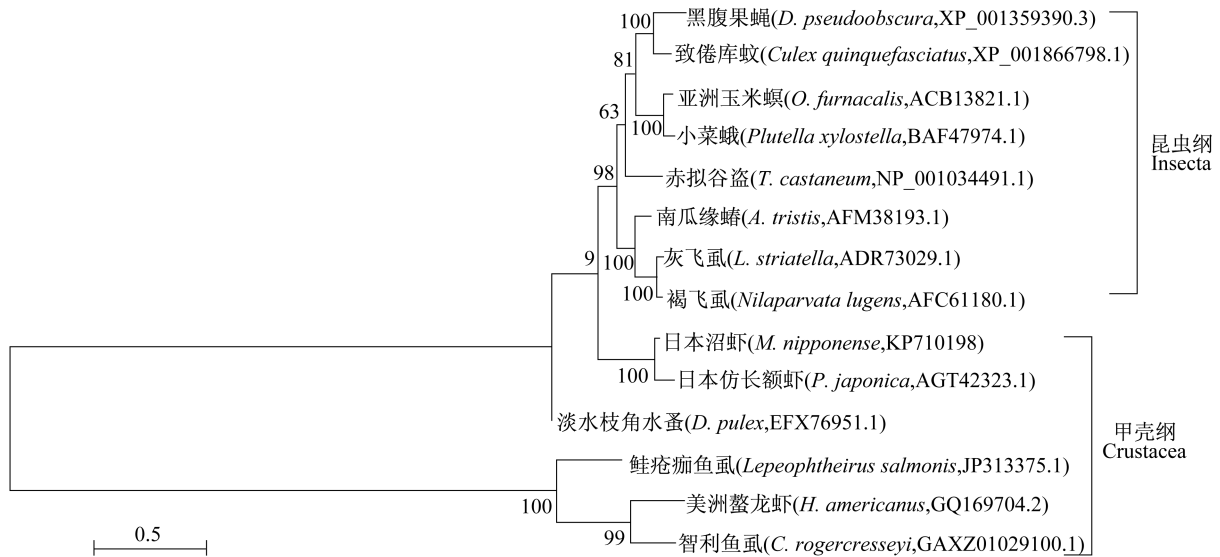 100
黑腹果蝇(D. pseudoobscura,XP_001359390.3)
致倦库蚊(Culex quinquefasciatus,XP_001866798.1)
81
亚洲玉米螟(O. furnacalis,ACB13821.1)
63
100
小菜蛾(Plutella xylostella,BAF47974.1)
昆虫纲
Insecta
98
赤拟谷盗(T. castaneum,NP_001034491.1)
南瓜缘蝽(A. tristis,AFM38193.1)
9
100
灰飞虱(L. striatella,ADR73029.1)
100
褐飞虱(Nilaparvata lugens,AFC61180.1)
日本沼虾(M. nipponense,KP710198)
100
日本仿长额虾(P. japonica,AGT42323.1)
淡水枝角水蚤(D. pulex,EFX76951.1)
甲壳纲
Crustacea
鲑疮痂鱼虱(Lepeophtheirus salmonis,JP313375.1)
100
美洲螯龙虾(H. americanus,GQ169704.2)
99
智利鱼虱(C. rogercresseyi,GAXZ01029100.1)
0.5